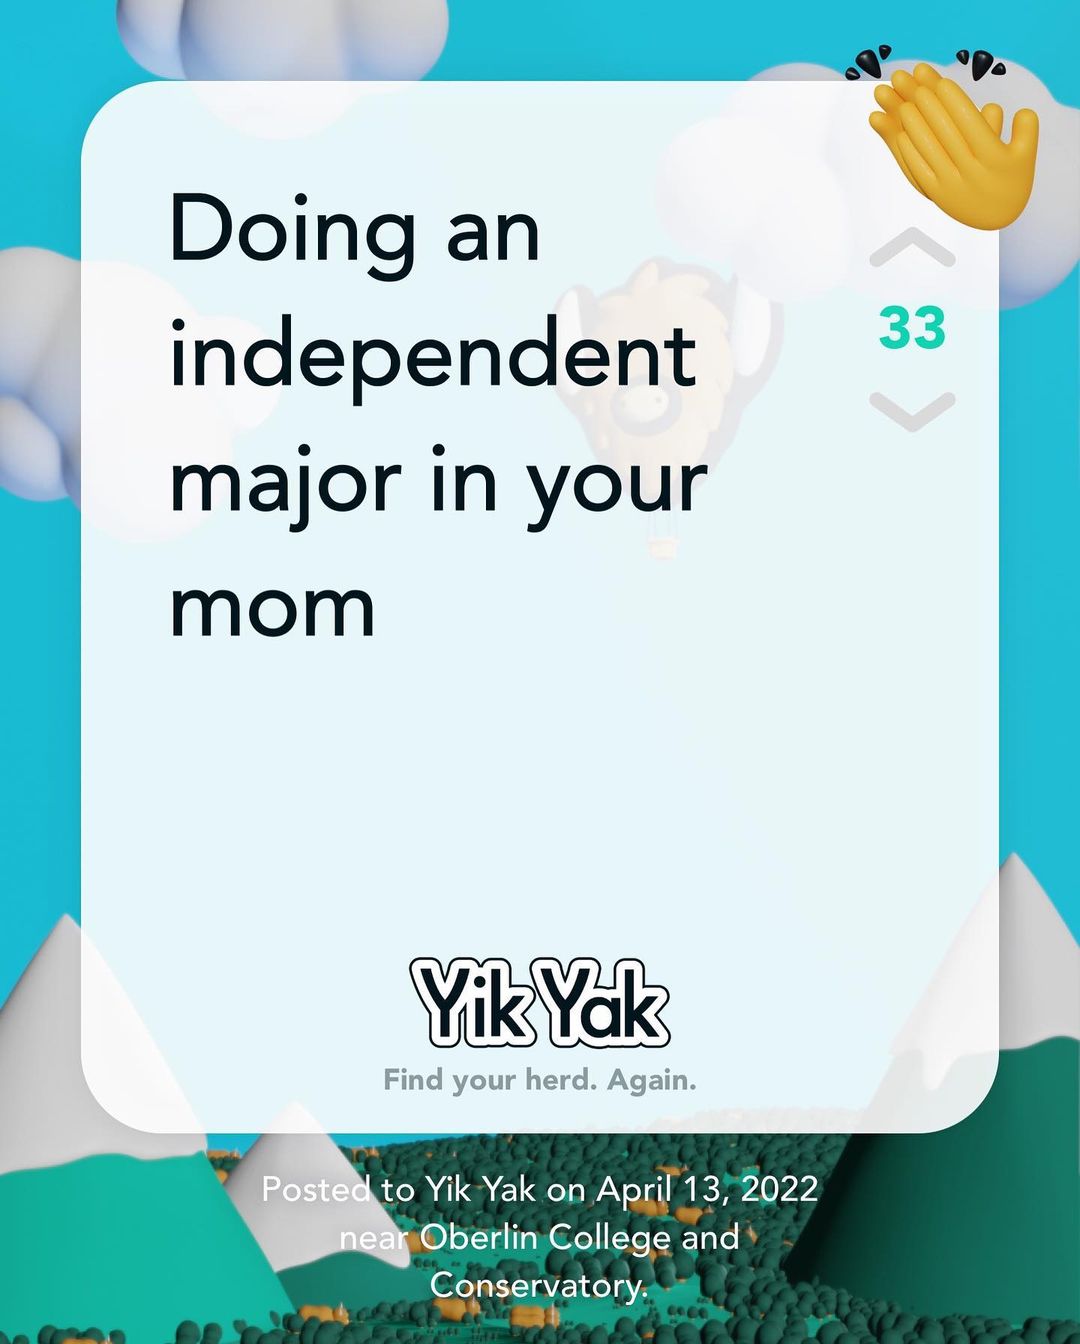 Doing an
independent
major in your
mom
33
Yik Yak
Find your herd. Again.
Posted to Yik Yak on April 13, 2022
near Oberlin College and
Conservatory.